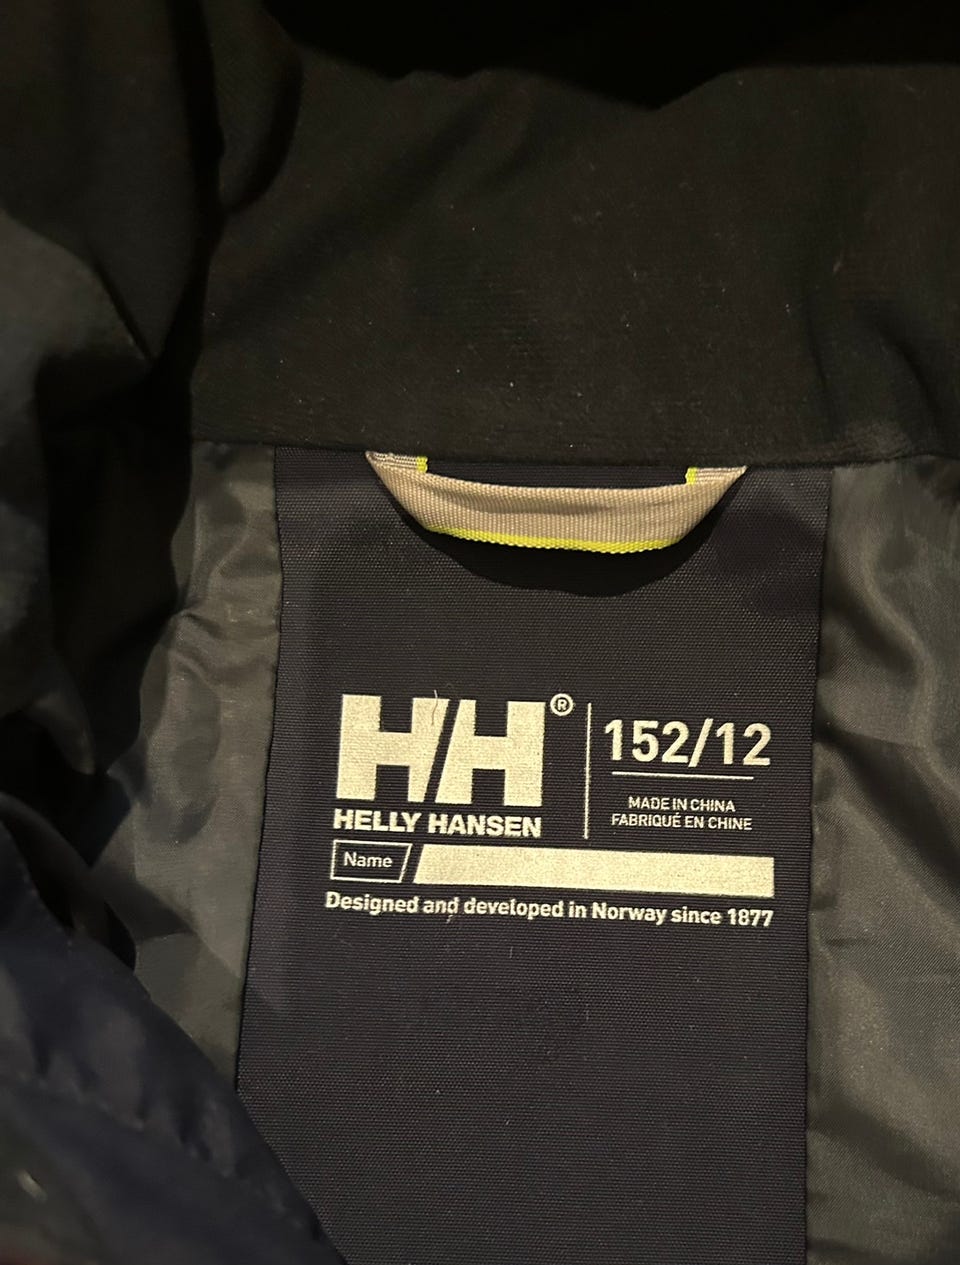 HH®
HELLY HANSEN
152/12
MADE IN CHINA
FABRIQUÉ EN CHINE
Name
Designed and developed in Norway since 1877